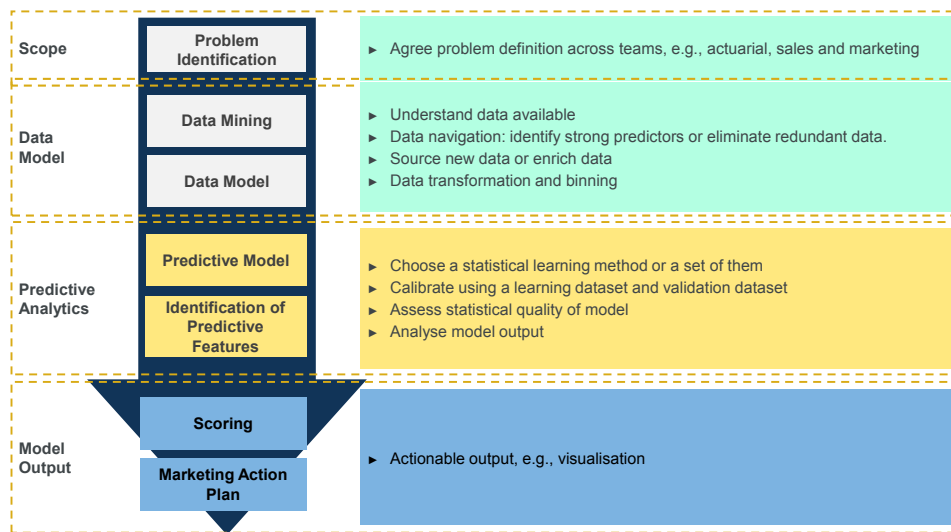 Scope
Problem
Identification
► Agree problem definition across teams, e.g., actuarial, sales and marketing
Data
Model
Data Mining
Data Model
► Understand data available
► Data navigation: identify strong predictors or eliminate redundant data.
► Source new data or enrich data
► Data transformation and binning
Predictive
Analytics
Predictive Model
Identification of
Predictive
Features
► Choose a statistical learning method or a set of them
► Calibrate using a learning dataset and validation dataset
► Assess statistical quality of model
► Analyse model output
Model
Output
Scoring
Marketing Action
Plan
► Actionable output, e.g., visualisation